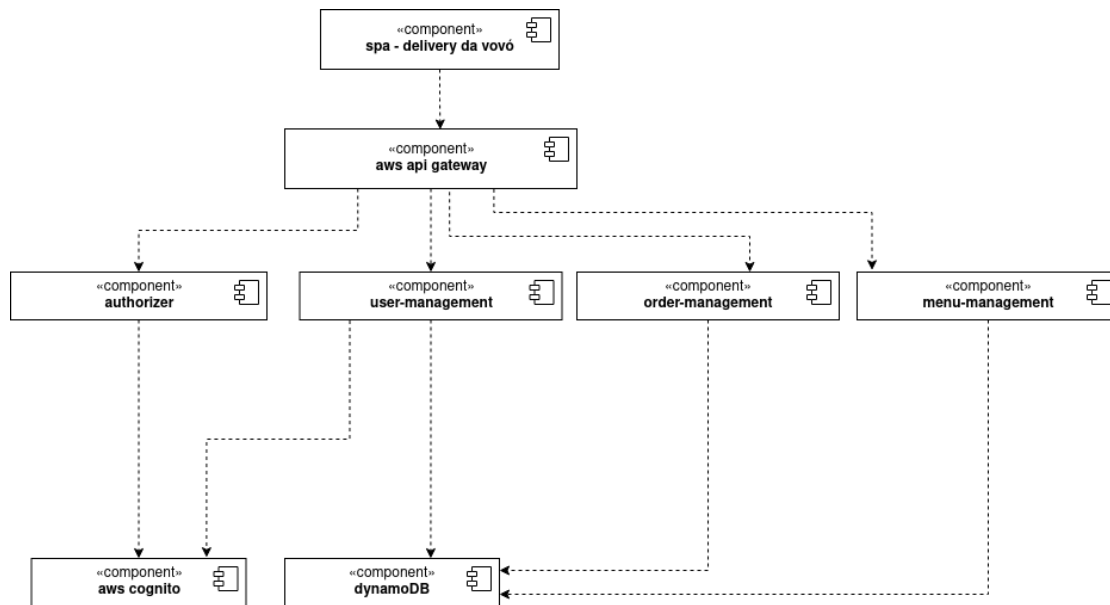 «component»
spa - delivery da vovó
«component»
aws api gateway
«component»
authorizer
«component»
user-management
«component»
order-management
«component»
menu-management
«component»
aws cognito
«component»
dynamoDB